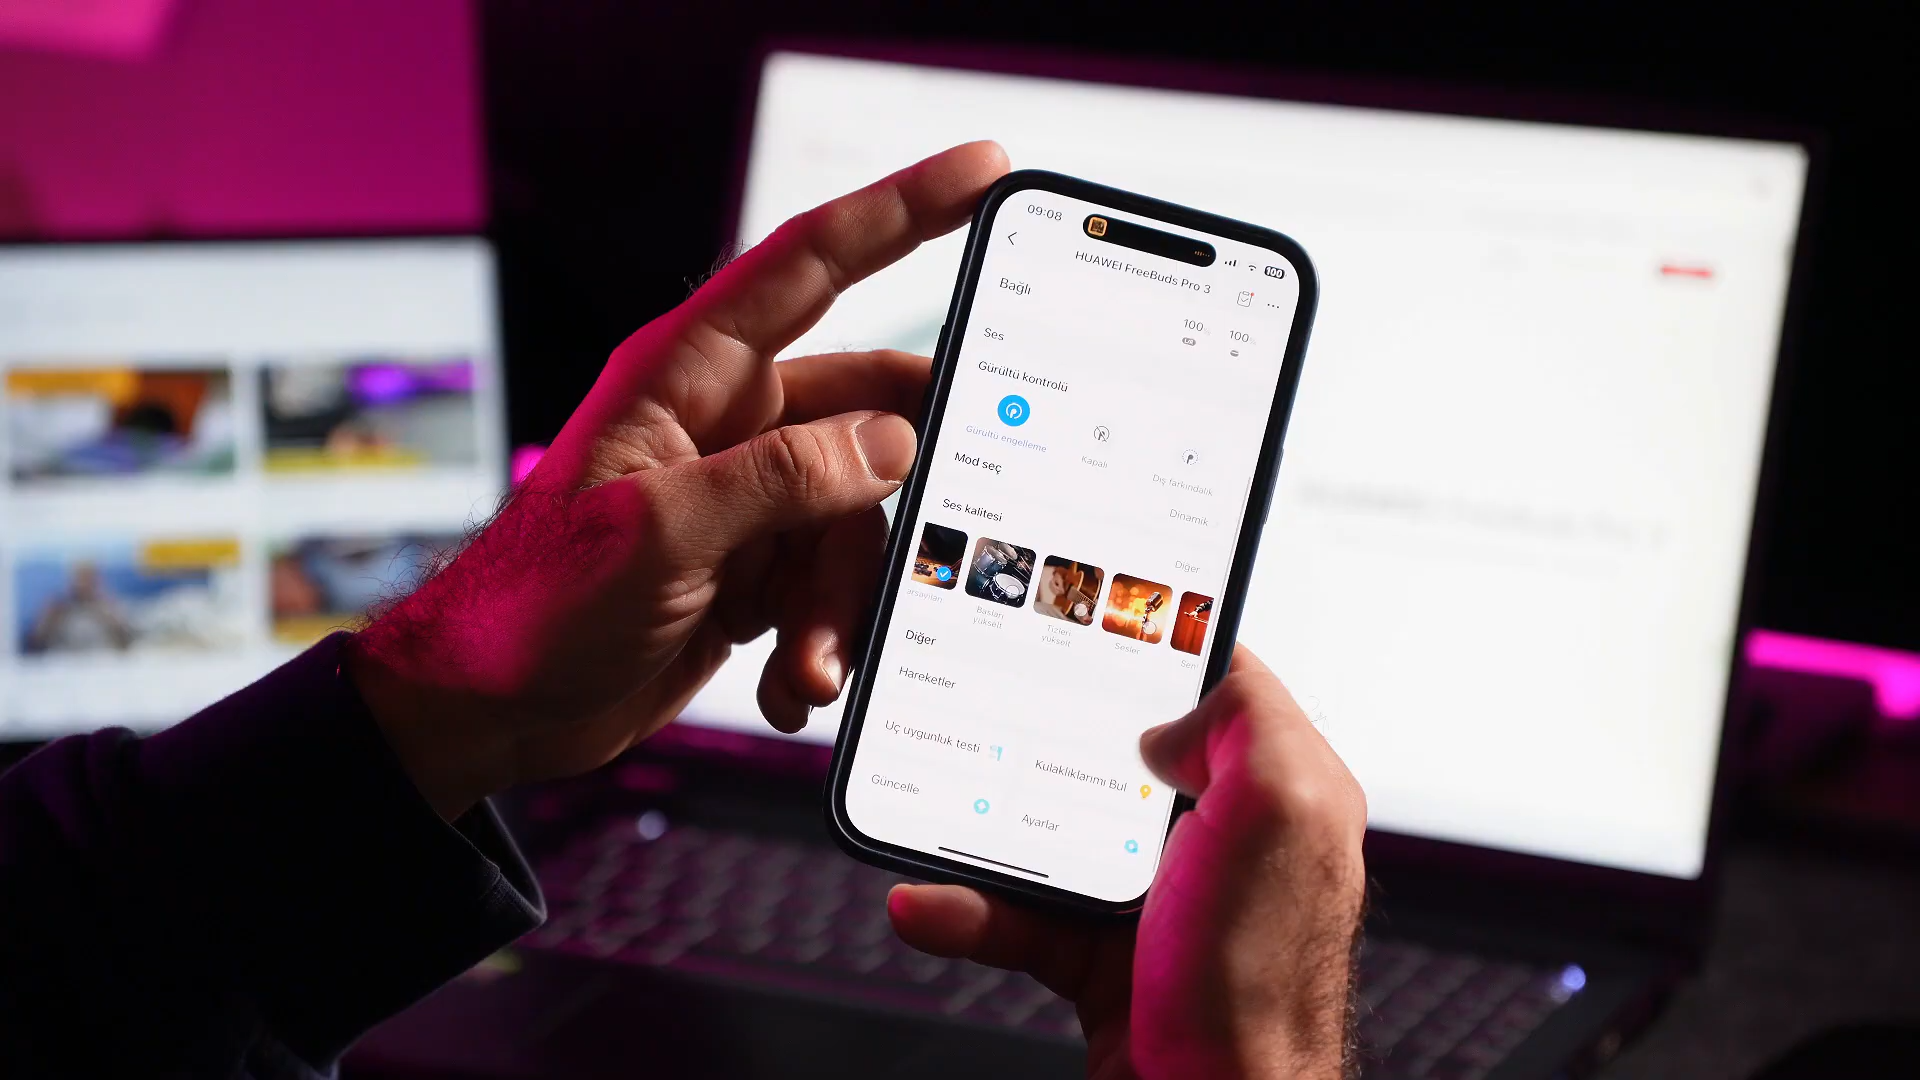 09:08
100
HUAWEI FreeBuds Pro 3
Bağlı
100%
100%
Ses
Gürültü kontrolü
Gürültü engelleme
Kapalı
Dış farkındalık
Mod seç
Dinamik
Ses kalitesi
Diğer
Basları yükselt
Tizleri yükselt
Sesler
Diğer
Hareketler
Uç uygunluk testi
Kulaklıklarımı Bul
Güncelle
Ayarlar